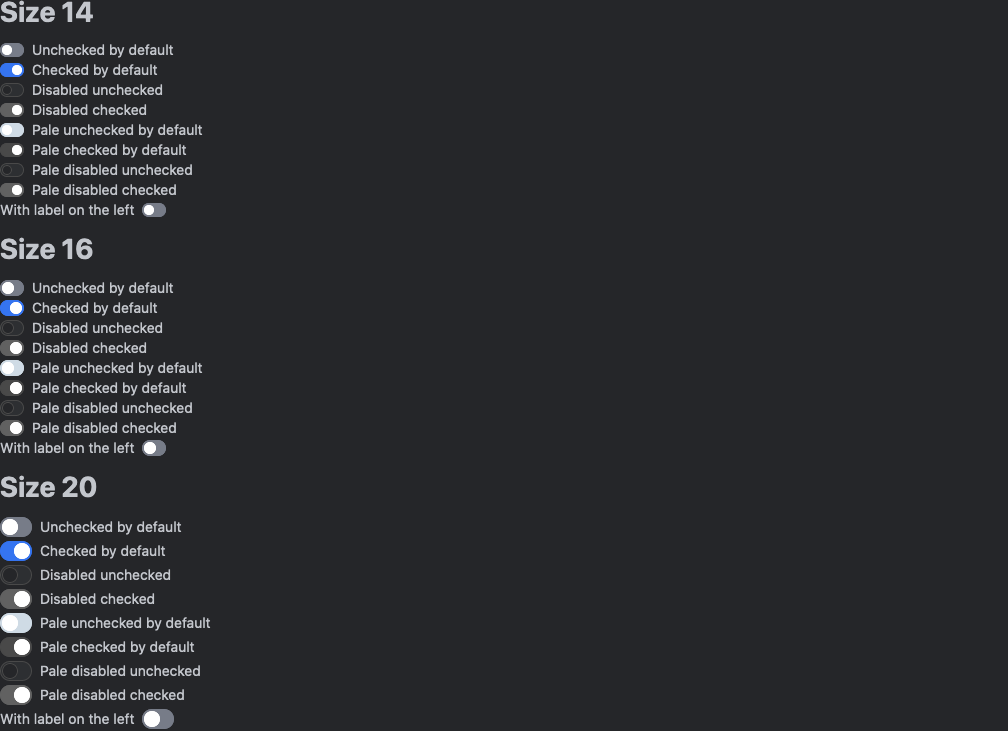 Size 14
Unchecked by default
Checked by default
Disabled unchecked
Disabled checked
Pale unchecked by default
Pale checked by default
Pale disabled unchecked
Pale disabled checked
With label on the left
Size 16
Unchecked by default
Checked by default
Disabled unchecked
Disabled checked
Pale unchecked by default
Pale checked by default
Pale disabled unchecked
Pale disabled checked
With label on the left
Size 20
Unchecked by default
Checked by default
Disabled unchecked
Disabled checked
Pale unchecked by default
Pale checked by default
Pale disabled unchecked
Pale disabled checked
With label on the left